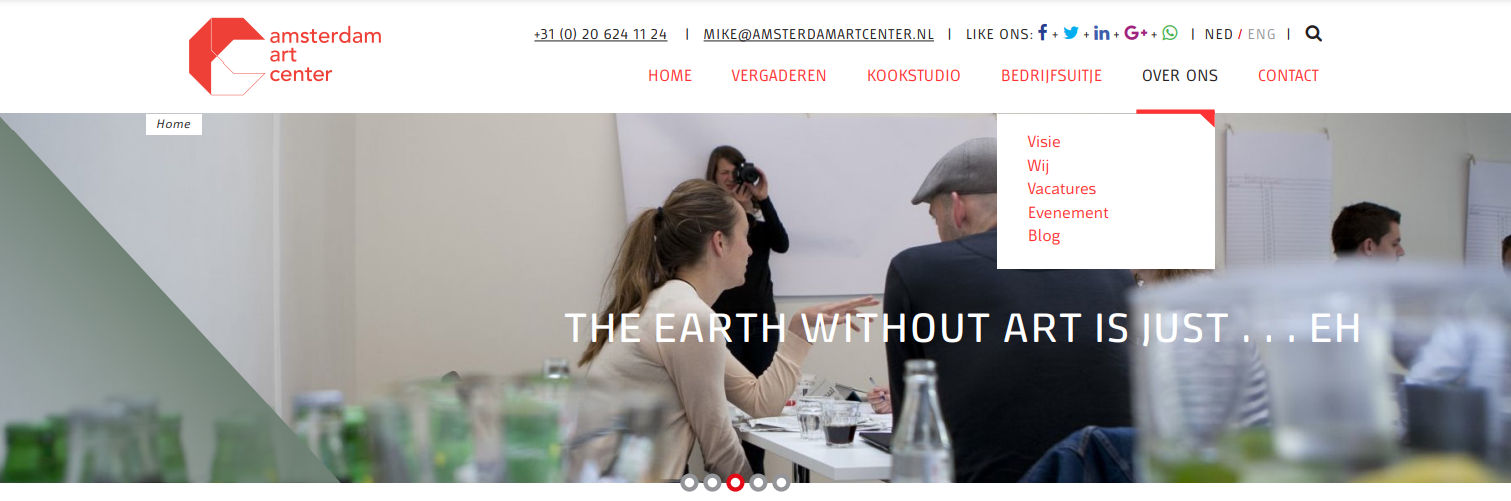 amsterdam
art
center
+31 (0) 20 624 11 24 | MIKE@AMSTERDAMARTCENTER.NL | LIKE ONS: f + + in + G+ + | NED / ENG |
HOME VERGADEREN KOOKSTUDIO BEDRIJFSUITJE OVER ONS CONTACT
Home
Visie
Wij
Vacatures
Evenement
Blog
THE EARTH WITHOUT ART IS JUST . . . EH